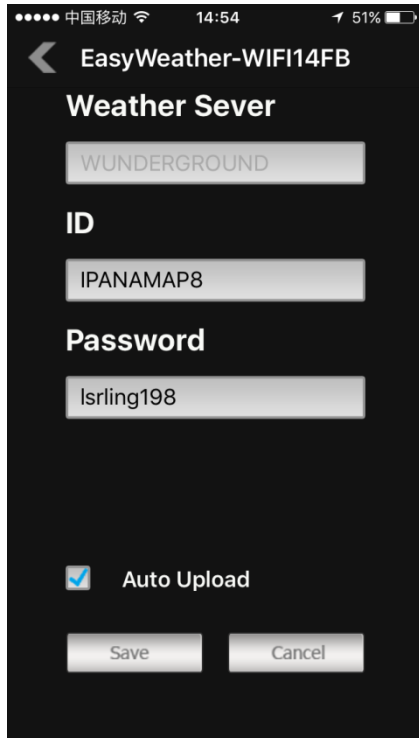 中国移动 14:54 51%
EasyWeather-WIFI14FB
Weather Sever
WUNDERGROUND
ID
IPANAMAP8
Password
lsrling198
Auto Upload
Save Cancel